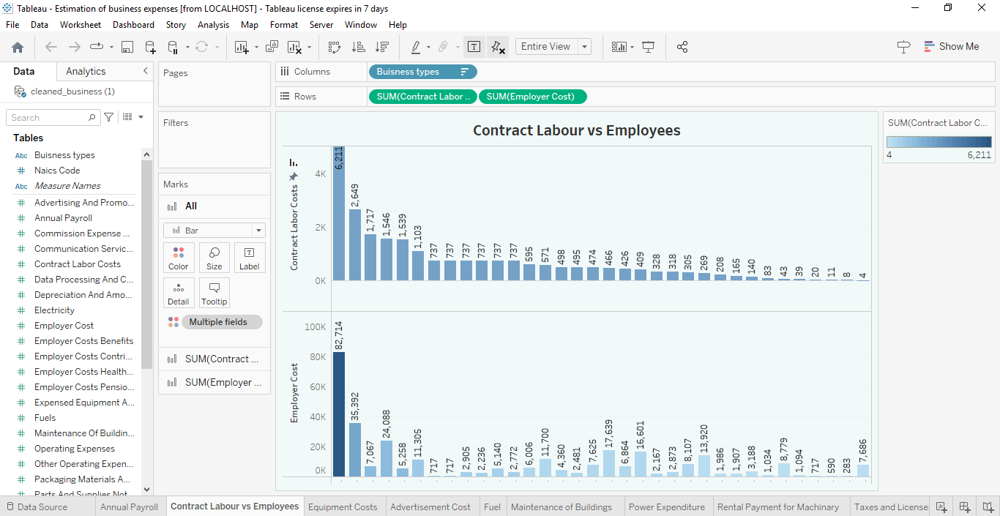 Tableau - Estimation of business expenses [from LOCALHOST] - Tableau license expires in 7 days
File Data Worksheet Dashboard Story Analysis Map Format Server Window Help
Entire View
Show Me
Data Analytics
cleaned_business (1)
Search
Tables
Abc Buisness types
# Naics Code
Abc Measure Names
# Advertising And Promo...
# Annual Payroll
# Commission Expense ...
# Communication Servic...
# Contract Labor Costs
# Data Processing And C...
# Depreciation And Amo...
# Electricity
# Employer Cost
# Employer Costs Benefits
# Employer Costs Contri...
# Employer Costs Health...
# Employer Costs Pensio...
# Expensed Equipment A...
# Fuels
# Maintenance Of Buildin...
# Operating Expenses
# Other Operating Expen...
# Packaging Materials A...
# Parts And Supplies Not
Pages
Filters
Marks
All
Bar
Color Size Label
Detail Tooltip
Multiple fields
SUM(Contract ...
SUM(Employer ...
Columns Buisness types
Rows SUM(Contract Labor .. SUM(Employer Cost)
Contract Labour vs Employees
Contract Labor Costs
4K
2K
0K
6,211 2,649 1,717 1,546 1,539 1,103 737 737 737 737 737 737 595 571 498 495 474 466 426 409 328 318 305 269 208 165 140 83 43 39 20 11 8 4
Employer Cost
100K
80K
60K
40K
20K
0K
82,714 35,392 7,067 24,088 5,258 11,305 717 717 2,905 2,236 5,140 2,772 6,006 11,700 4,360 2,481 7,625 17,639 6,864 16,601 2,167 2,873 8,107 13,920 1,986 1,907 3,188 1,034 8,779 1,094 717 590 283 7,686
SUM(Contract Labor C...
4 6,211
Data Source Annual Payroll Contract Labour vs Employees Equipment Costs Advertisement Cost Fuel Maintenance of Buildings Power Expenditure Rental Payment for Machinery Taxes and License